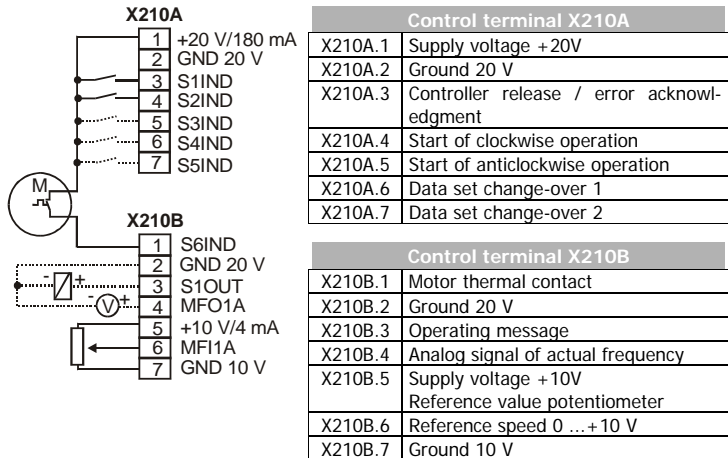 X210A
1 +20 V/180 mA
2 GND 20 V
3 S1IND
4 S2IND
5 S3IND
6 S4IND
7 S5IND
M
X210B
1 S6IND
2 GND 20 V
- + 3 S1OUT
- V + 4 MFO1A
5 +10 V/4 mA
6 MFI1A
7 GND 10 V
Control terminal X210A
X210A.1 Supply voltage +20V
X210A.2 Ground 20 V
X210A.3 Controller release / error acknowl-
edgment
X210A.4 Start of clockwise operation
X210A.5 Start of anticlockwise operation
X210A.6 Data set change-over 1
X210A.7 Data set change-over 2
Control terminal X210B
X210B.1 Motor thermal contact
X210B.2 Ground 20 V
X210B.3 Operating message
X210B.4 Analog signal of actual frequency
X210B.5 Supply voltage +10V
Reference value potentiometer
X210B.6 Reference speed 0 ...+10 V
X210B.7 Ground 10 V